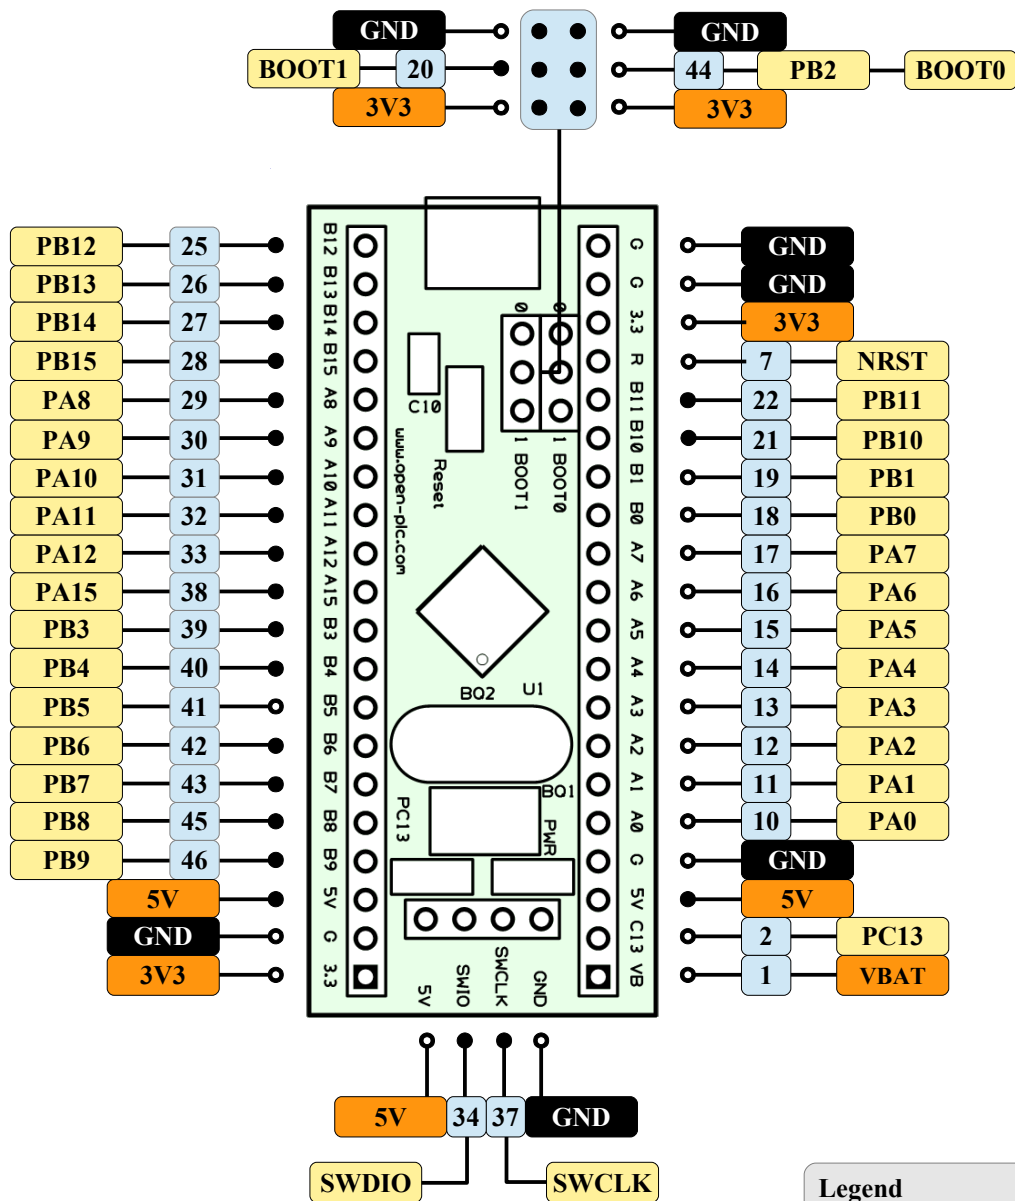 GND GND
BOOT1 20 44 PB2 BOOT0
3V3 3V3
PB12 25 B12 G GND
PB13 26 B13 G GND
PB14 27 B14 0 0 3.3 3V3
PB15 28 B15 R 7 NRST
PA8 29 A8 C10 B11 22 PB11
PA9 30 A9 1 1 B10 21 PB10
PA10 31 A10 Reset BOOT1 BOOT0 B1 19 PB1
PA11 32 A11 www.open-plc.com B0 18 PB0
PA12 33 A12 A7 17 PA7
PA15 38 A15 A6 16 PA6
PB3 39 B3 A5 15 PA5
PB4 40 B4 A4 14 PA4
PB5 41 B5 BQ2 U1 A3 13 PA3
PB6 42 B6 A2 12 PA2
PB7 43 B7 BQ1 A1 11 PA1
PB8 45 B8 PC13 PWR A0 10 PA0
PB9 46 B9 G GND
5V 5V 5V 5V
GND G C13 2 PC13
3V3 3.3 VB 1 VBAT
5V SWIO SWCLK GND
5V 34 37 GND
SWDIO SWCLK
Legend